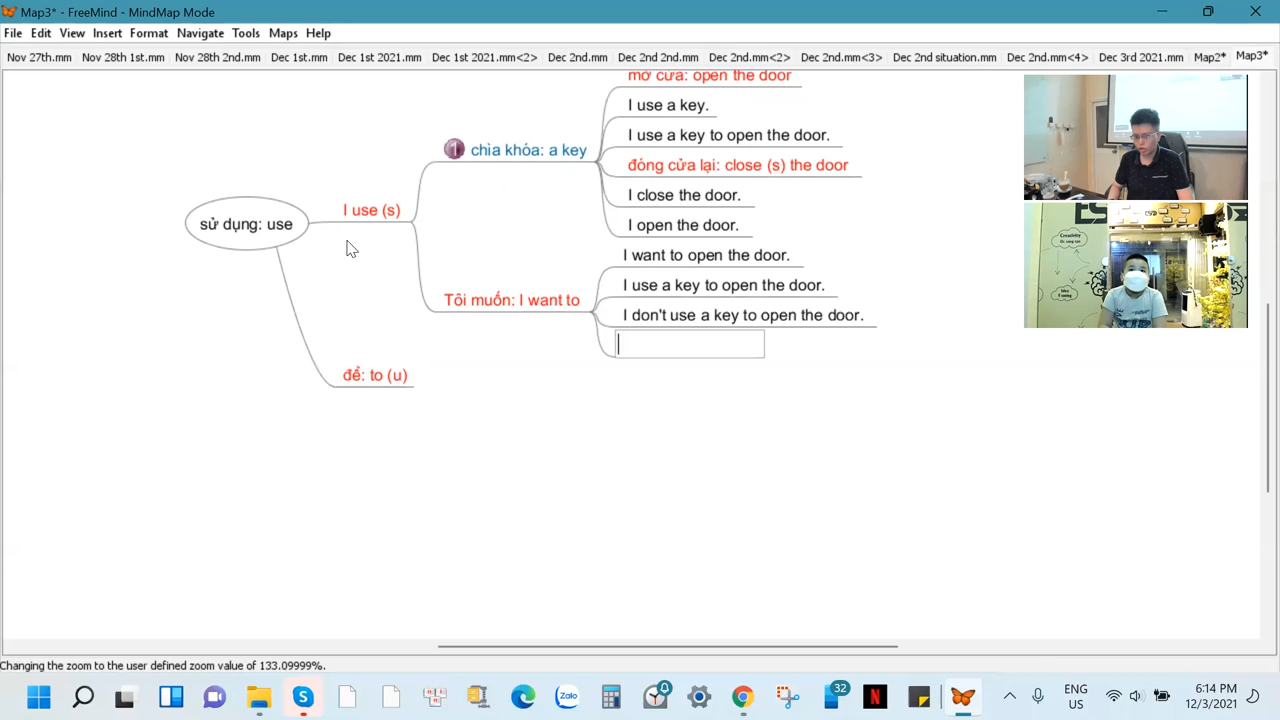 Map3* - FreeMind - MindMap Mode
File Edit View Insert Format Navigate Tools Maps Help
Nov 27th.mm Nov 28th 1st.mm Nov 28th 2nd.mm Dec 1st.mm Dec 1st 2021.mm Dec 1st 2021.mm<2> Dec 2nd.mm Dec 2nd 2nd.mm Dec 2nd.mm<2> Dec 2nd.mm<3> Dec 2nd situation.mm Dec 2nd.mm<4> Dec 3rd 2021.mm Map2* Map3*
mở cửa: open the door
I use a key.
I use a key to open the door.
chìa khóa: a key
đóng cửa lại: close (s) the door
I close the door.
I use (s)
sử dụng: use
I open the door.
I want to open the door.
I use a key to open the door.
Tôi muốn: I want to
I don't use a key to open the door.
để: to (u)
Creativity
Idea
Changing the zoom to the user defined zoom value of 133.09999%.
Zalo
32
ENG
US
6:14 PM
12/3/2021